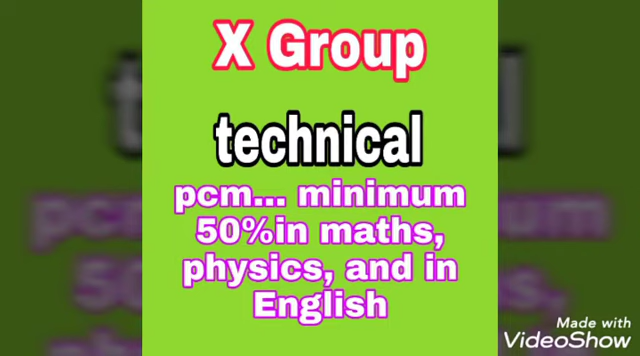 X Group
technical
pcm... minimum
50%in maths,
physics, and in
English
Made with
VideoShow